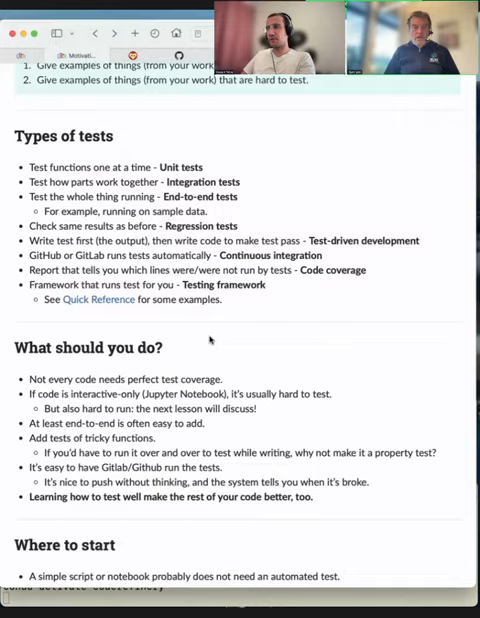 Motivati...
1. Give examples of things (from your work
2. Give examples of things (from your work) that are hard to test.
Types of tests
• Test functions one at a time - Unit tests
• Test how parts work together - Integration tests
• Test the whole thing running - End-to-end tests
◦ For example, running on sample data.
• Check same results as before - Regression tests
• Write test first (the output), then write code to make test pass - Test-driven development
• GitHub or GitLab runs tests automatically - Continuous integration
• Report that tells you which lines were/were not run by tests - Code coverage
• Framework that runs test for you - Testing framework
◦ See Quick Reference for some examples.
What should you do?
• Not every code needs perfect test coverage.
• If code is interactive-only (Jupyter Notebook), it's usually hard to test.
◦ But also hard to run: the next lesson will discuss!
• At least end-to-end is often easy to add.
• Add tests of tricky functions.
◦ If you'd have to run it over and over to test while writing, why not make it a property test?
• It's easy to have Gitlab/Github run the tests.
◦ It's nice to push without thinking, and the system tells you when it's broke.
• Learning how to test well make the rest of your code better, too.
Where to start
• A simple script or notebook probably does not need an automated test.